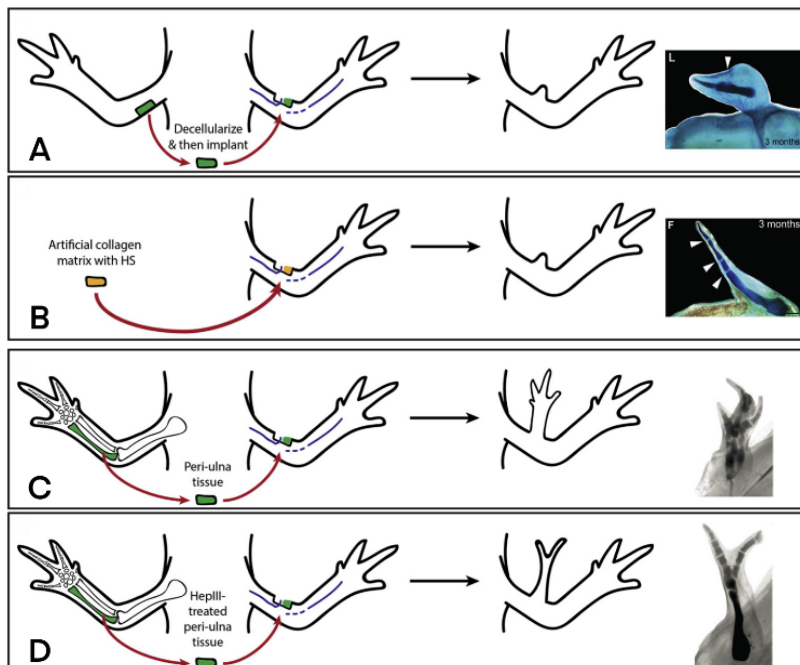 L
Decellularize
& then implant
3 months
A
F
3 months
Artificial collagen
matrix with HS
B
Peri-ulna
tissue
C
HepIII-
treated
peri-ulna
tissue
D